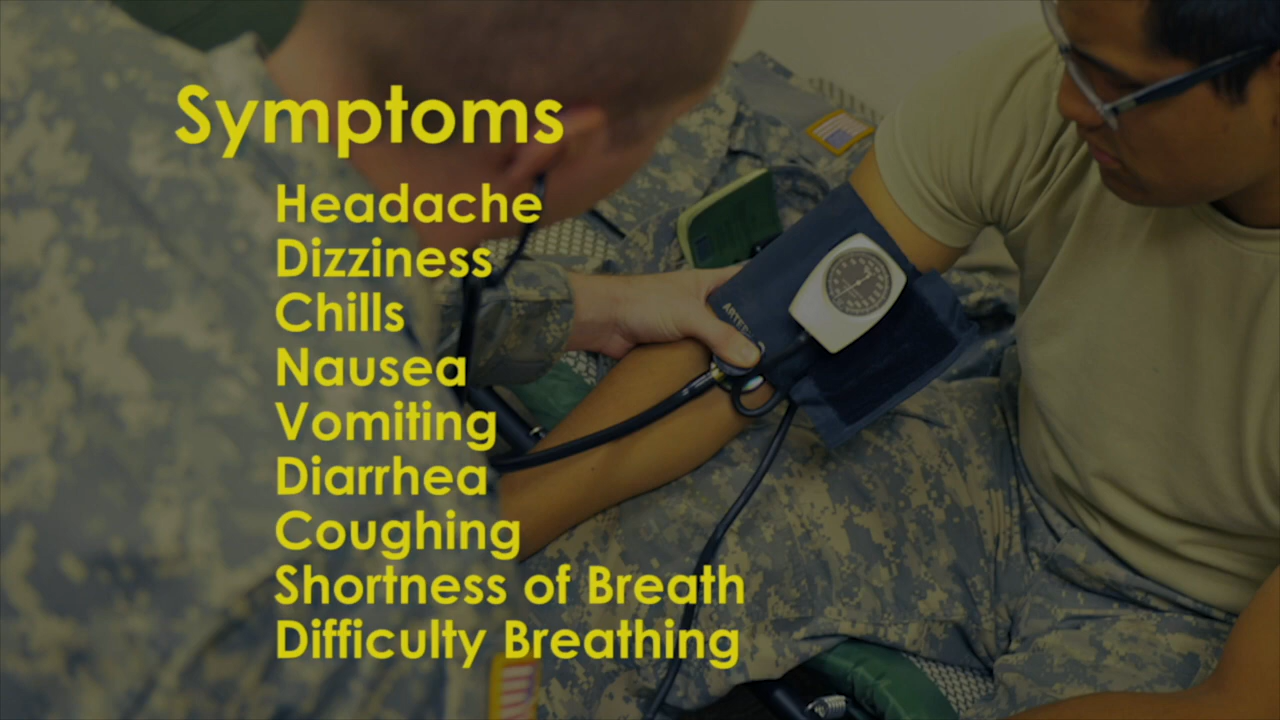 Symptoms
Headache
Dizziness
Chills
Nausea
Vomiting
Diarrhea
Coughing
Shortness of Breath
Difficulty Breathing